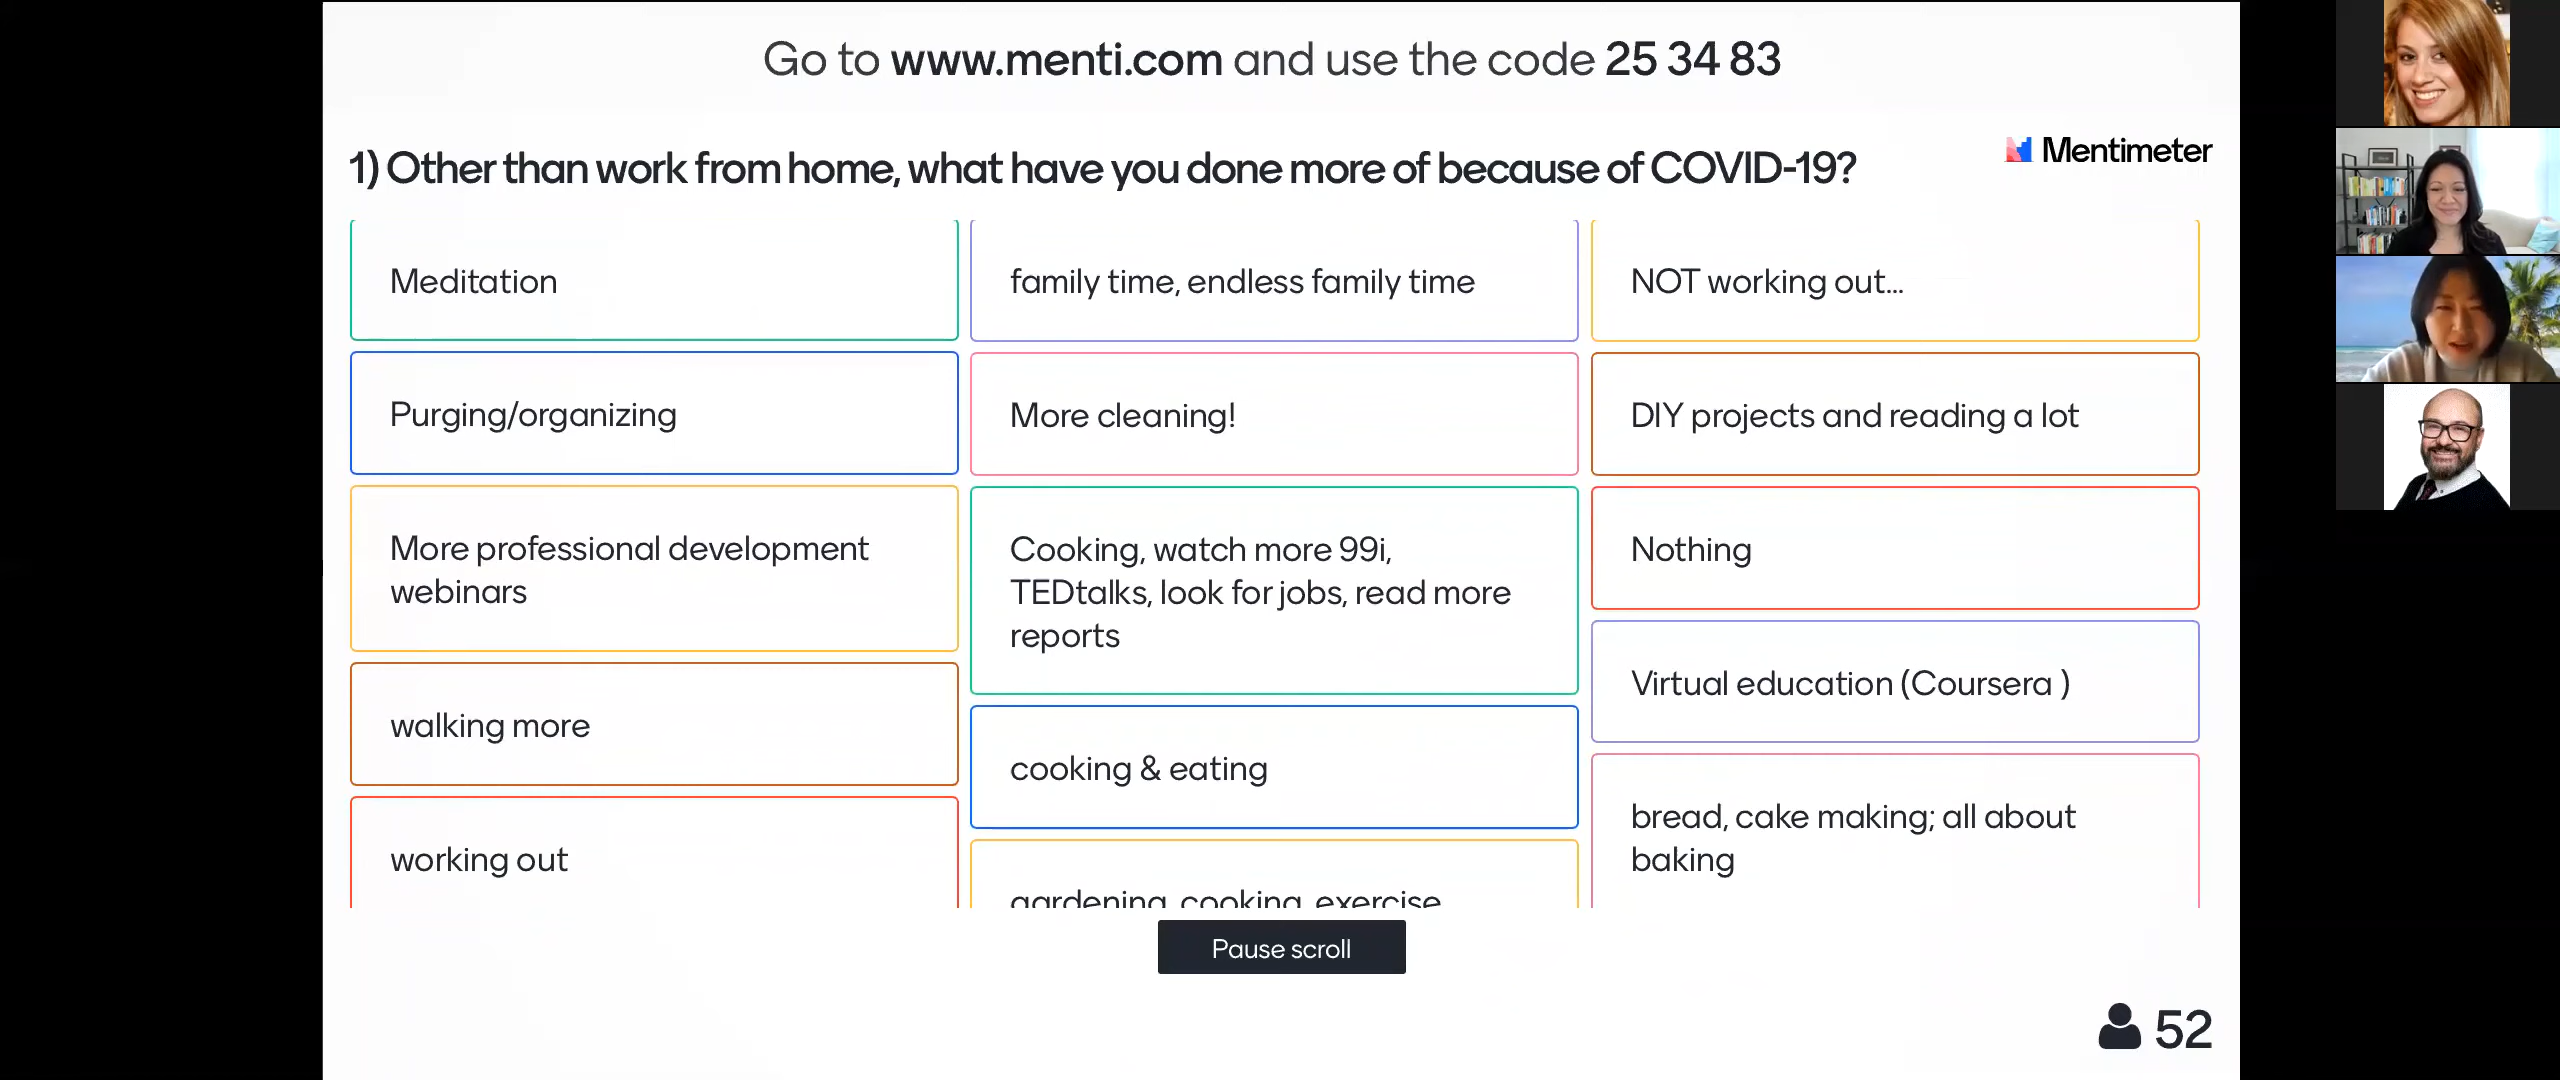 Go to www.menti.com and use the code 25 34 83
Mentimeter
1) Other than work from home, what have you done more of because of COVID-19?
Meditation
Purging/organizing
More professional development
webinars
walking more
working out
family time, endless family time
More cleaning!
Cooking, watch more 99i,
TEDtalks, look for jobs, read more
reports
cooking & eating
gardening, cooking, exercise
NOT working out...
DIY projects and reading a lot
Nothing
Virtual education (Coursera )
bread, cake making; all about
baking
Pause scroll
52